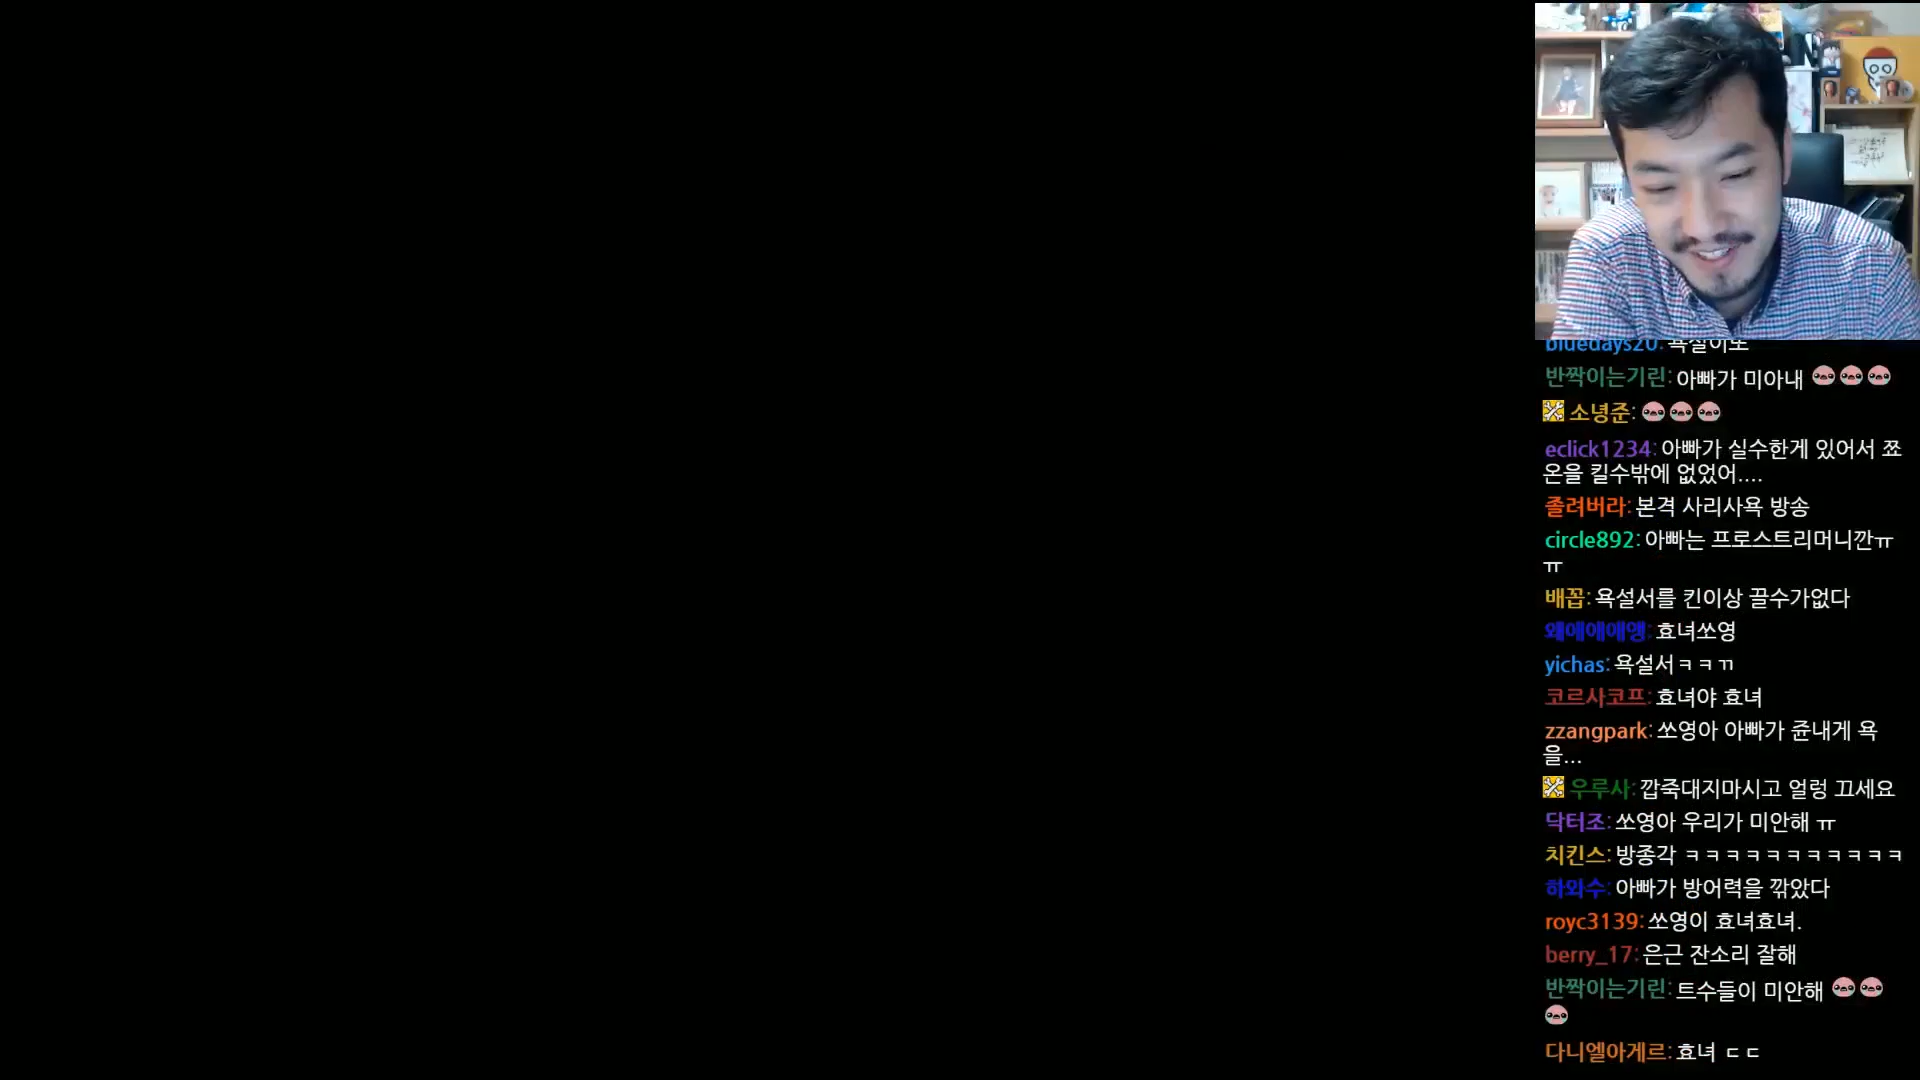 bluedays20: 욕설이또
반짝이는기린: 아빠가 미아내
소녕준:
eclick1234: 아빠가 실수한게 있어서 쪼
온을 킬수밖에 없었어....
졸려버라: 본격 사리사욕 방송
circle892: 아빠는 프로스트리머니깐ㅠ
ㅠ
배꼽: 욕설서를 킨이상 끌수가없다
왜애애애앵: 효녀쏘영
yichas: 욕설서ㅋㅋㄲ
코르사코프: 효녀야 효녀
zzangpark: 쏘영아 아빠가 쥰내게 욕
을...
우루사: 깝죽대지마시고 얼렁 끄세요
닥터조: 쏘영아 우리가 미안해 ㅠ
치킨스: 방종각 ㅋㅋㅋㅋㅋㅋㅋㅋㅋㅋㅋ
하와수: 아빠가 방어력을 깎았다
royc3139: 쏘영이 효녀효녀.
berry_17: 은근 잔소리 잘해
반짝이는기린: 트수들이 미안해
다니엘아게르: 효녀 ㄷㄷ